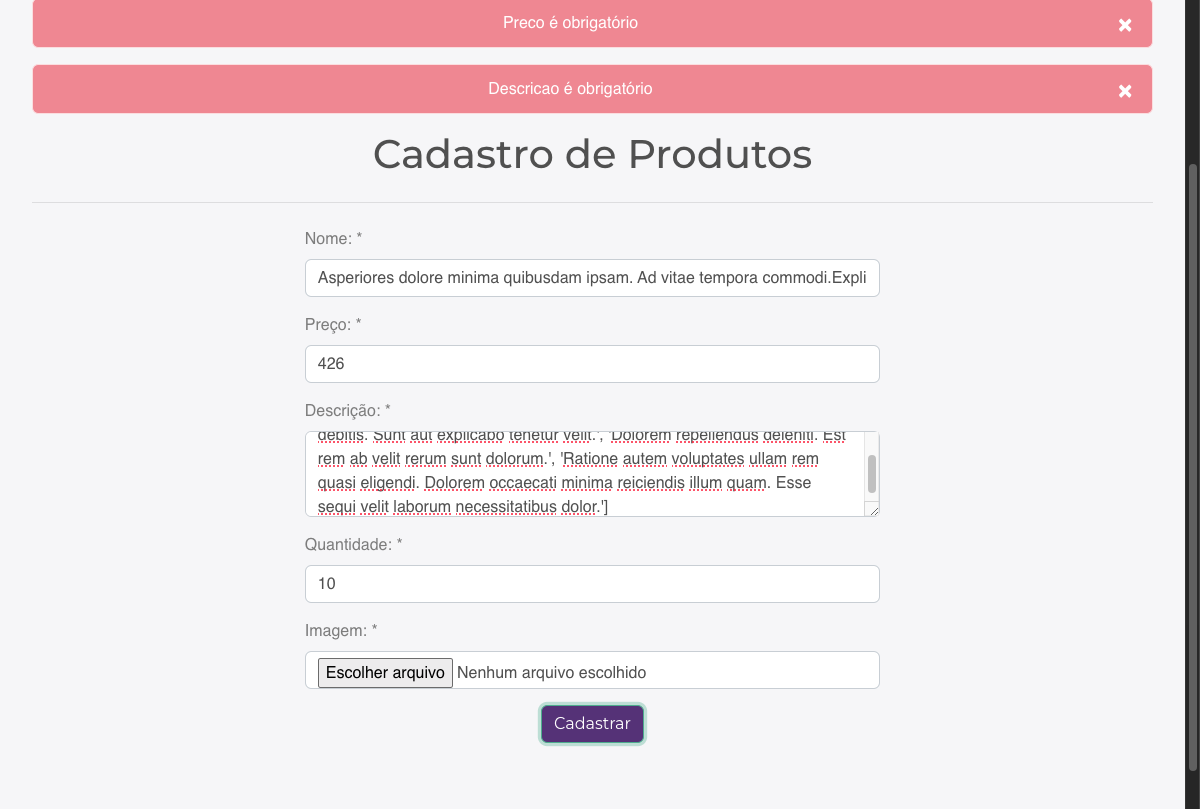 Preco é obrigatório
Descricao é obrigatório
Cadastro de Produtos
Nome: *
Asperiores dolore minima quibusdam ipsam. Ad vitae tempora commodi.Expli
Preço: *
426
Descrição: *
debitis. Sunt aut explicabo tenetur velit.', 'Dolorem repellendus deleniti. Est
rem ab velit rerum sunt dolorum.', 'Ratione autem voluptates ullam rem
quasi eligendi. Dolorem occaecati minima reiciendis illum quam. Esse
sequi velit laborum necessitatibus dolor.']
Quantidade: *
10
Imagem: *
Escolher arquivo Nenhum arquivo escolhido
Cadastrar